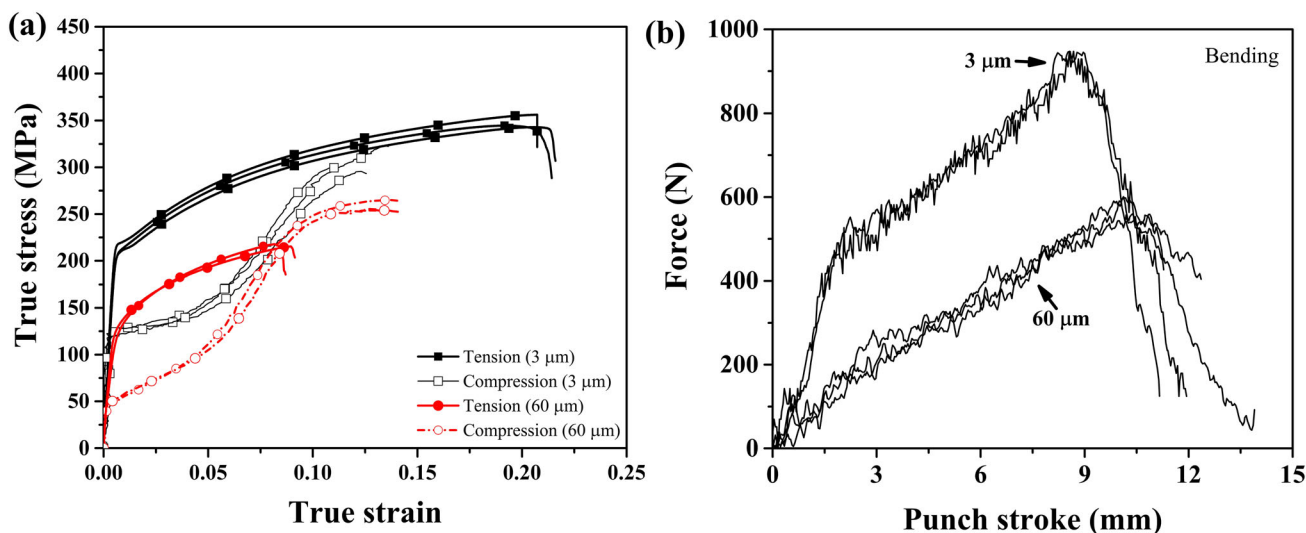 (a)
450
400
350
300
250
200
150
100
50
0
True stress (MPa)
Tension (3 μm)
Compression (3 μm)
Tension (60 μm)
Compression (60 μm)
0.00 0.05 0.10 0.15 0.20 0.25
True strain
(b)
1000
800
600
400
200
0
Force (N)
Bending
3 μm
60 μm
0 3 6 9 12 15
Punch stroke (mm)